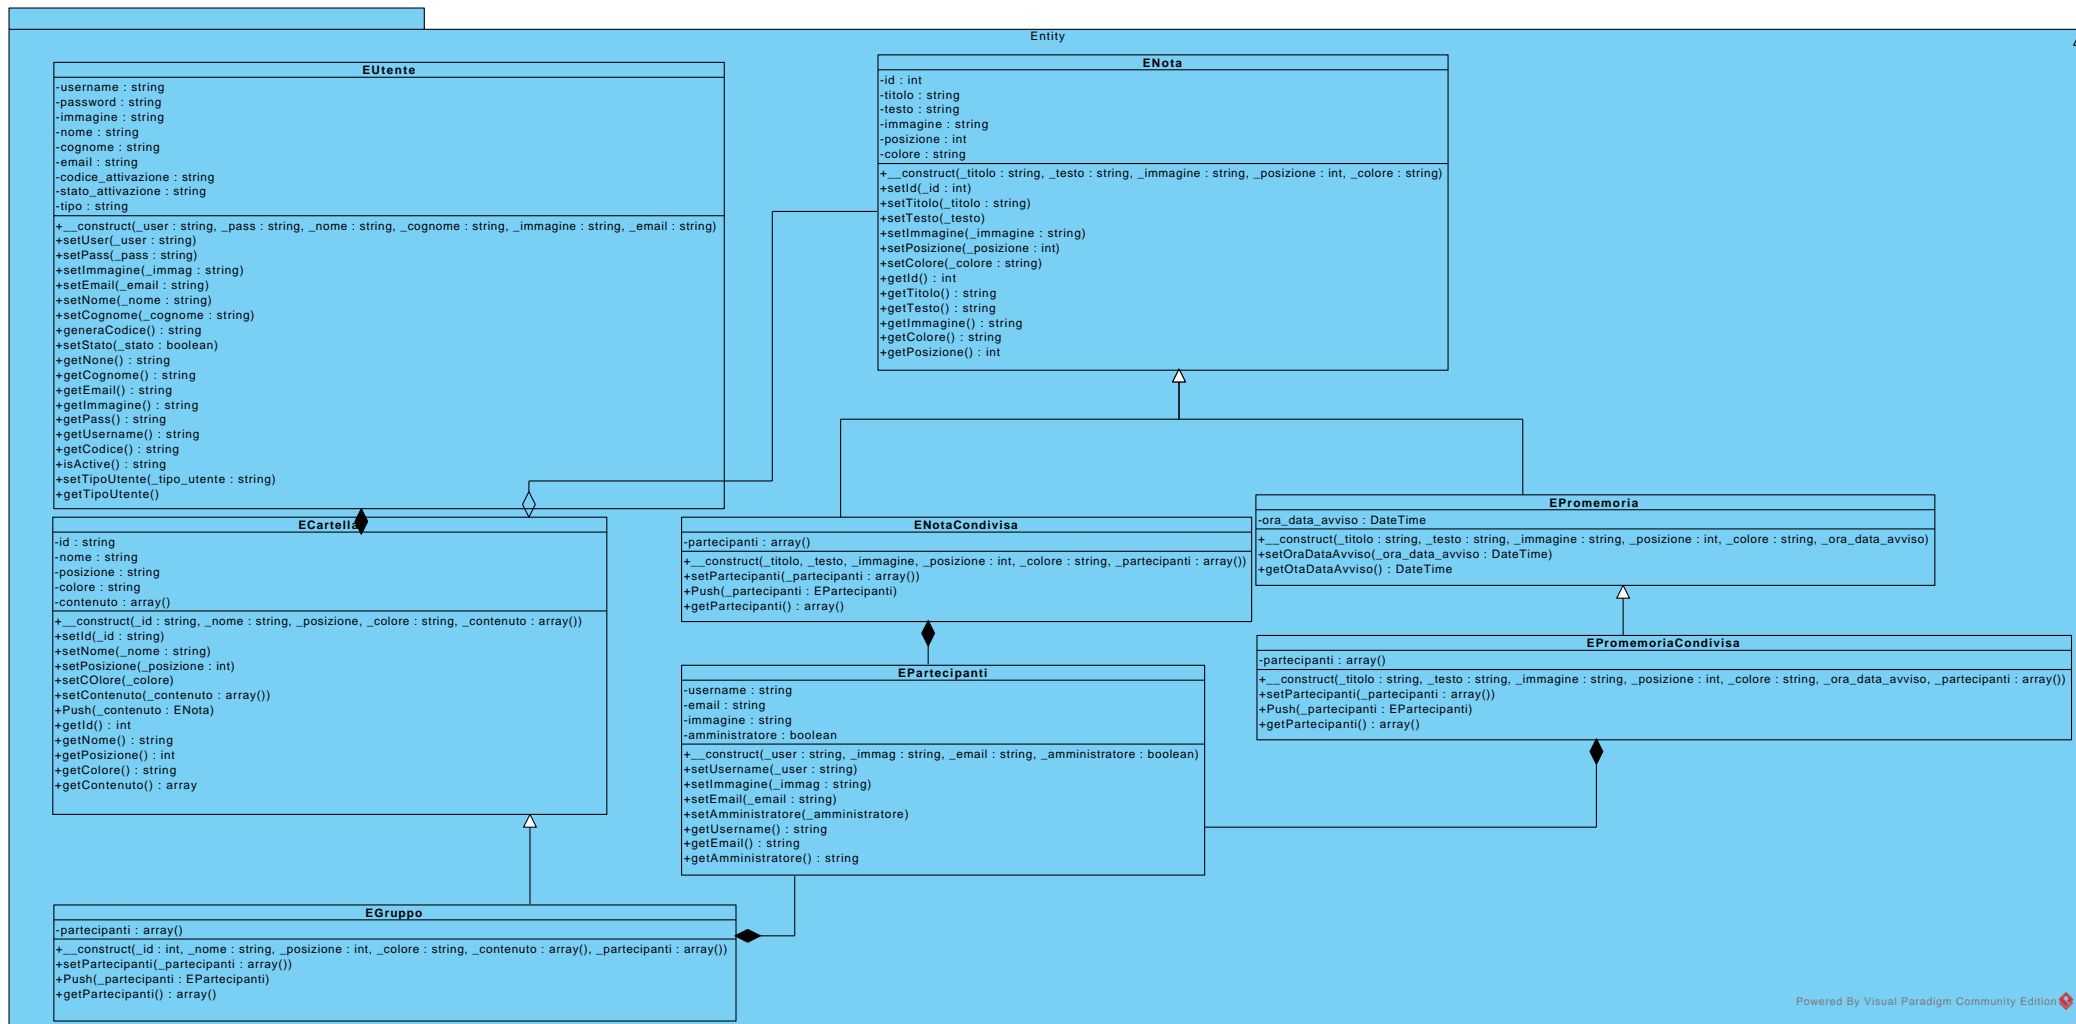 Entity
EUtente
-username : string
-password : string
-immagine : string
-nome : string
-cognome : string
-email : string
-codice_attivazione : string
-stato_attivazione : string
-tipo : string
+__construct(_user : string, _pass : string, _nome : string, _cognome : string, _immagine : string, _email : string)
+setUser(_user : string)
+setPass(_pass : string)
+setImmagine(_immag : string)
+setEmail(_email : string)
+setNome(_nome : string)
+setCognome(_cognome : string)
+generaCodice() : string
+setStato(_stato : boolean)
+getNone() : string
+getCognome() : string
+getEmail() : string
+getImmagine() : string
+getPass() : string
+getUsername() : string
+getCodice() : string
+isActive() : string
+setTipoUtente(_tipo_utente : string)
+getTipoUtente()
ENota
-id : int
-titolo : string
-testo : string
-immagine : string
-posizione : int
-colore : string
+__construct(_titolo : string, _testo : string, _immagine : string, _posizione : int, _colore : string)
+setId(_id : int)
+setTitolo(_titolo : string)
+setTesto(_testo)
+setImmagine(_immagine : string)
+setPosizione(_posizione : int)
+setColore(_colore : string)
+getId() : int
+getTitolo() : string
+getTesto() : string
+getImmagine() : string
+getColore() : string
+getPosizione() : int
ECartella
-id : string
-nome : string
-posizione : string
-colore : string
-contenuto : array()
+__construct(_id : string, _nome : string, _posizione, _colore : string, _contenuto : array())
+setId(_id : string)
+setNome(_nome : string)
+setPosizione(_posizione : int)
+setCOlore(_colore)
+setContenuto(_contenuto : array())
+Push(_contenuto : ENota)
+getId() : int
+getNome() : string
+getPosizione() : int
+getColore() : string
+getContenuto() : array
ENotaCondivisa
-partecipanti : array()
+__construct(_titolo, _testo, _immagine, _posizione : int, _colore : string, _partecipanti : array())
+setPartecipanti(_partecipanti : array())
+Push(_partecipanti : EPartecipanti)
+getPartecipanti() : array()
EPromemoria
-ora_data_avviso : DateTime
+__construct(_titolo : string, _testo : string, _immagine : string, _posizione : int, _colore : string, _ora_data_avviso)
+setOraDataAvviso(_ora_data_avviso : DateTime)
+getOtaDataAvviso() : DateTime
EPromemoriaCondivisa
-partecipanti : array()
+__construct(_titolo : string, _testo : string, _immagine : string, _posizione : int, _colore : string, _ora_data_avviso, _partecipanti : array())
+setPartecipanti(_partecipanti : array())
+Push(_partecipanti : EPartecipanti)
+getPartecipanti() : array()
EPartecipanti
-username : string
-email : string
-immagine : string
-amministratore : boolean
+__construct(_user : string, _immag : string, _email : string, _amministratore : boolean)
+setUsername(_user : string)
+setImmagine(_immag : string)
+setEmail(_email : string)
+setAmministratore(_amministratore)
+getUsername() : string
+getEmail() : string
+getAmministratore() : string
EGruppo
-partecipanti : array()
+__construct(_id : int, _nome : string, _posizione : int, _colore : string, _contenuto : array(), _partecipanti : array())
+setPartecipanti(_partecipanti : array())
+Push(_partecipanti : EPartecipanti)
+getPartecipanti() : array()
Powered By Visual Paradigm Community Edition